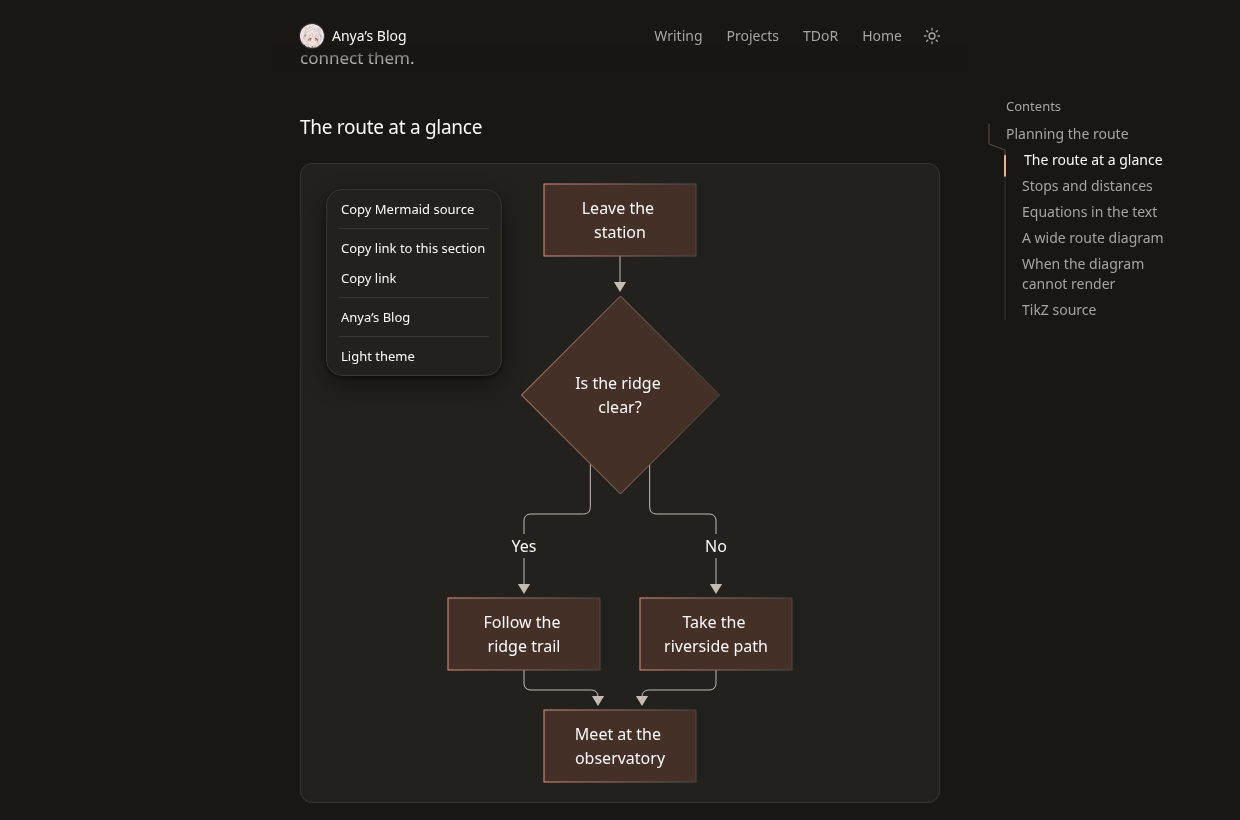 Anya’s Blog
Writing
Projects
TDoR
Home
connect them.
The route at a glance
Copy Mermaid source
Copy link to this section
Copy link
Anya’s Blog
Light theme
Leave the
station
Is the ridge
clear?
Yes
No
Follow the
ridge trail
Take the
riverside path
Meet at the
observatory
Contents
Planning the route
The route at a glance
Stops and distances
Equations in the text
A wide route diagram
When the diagram
cannot render
TikZ source